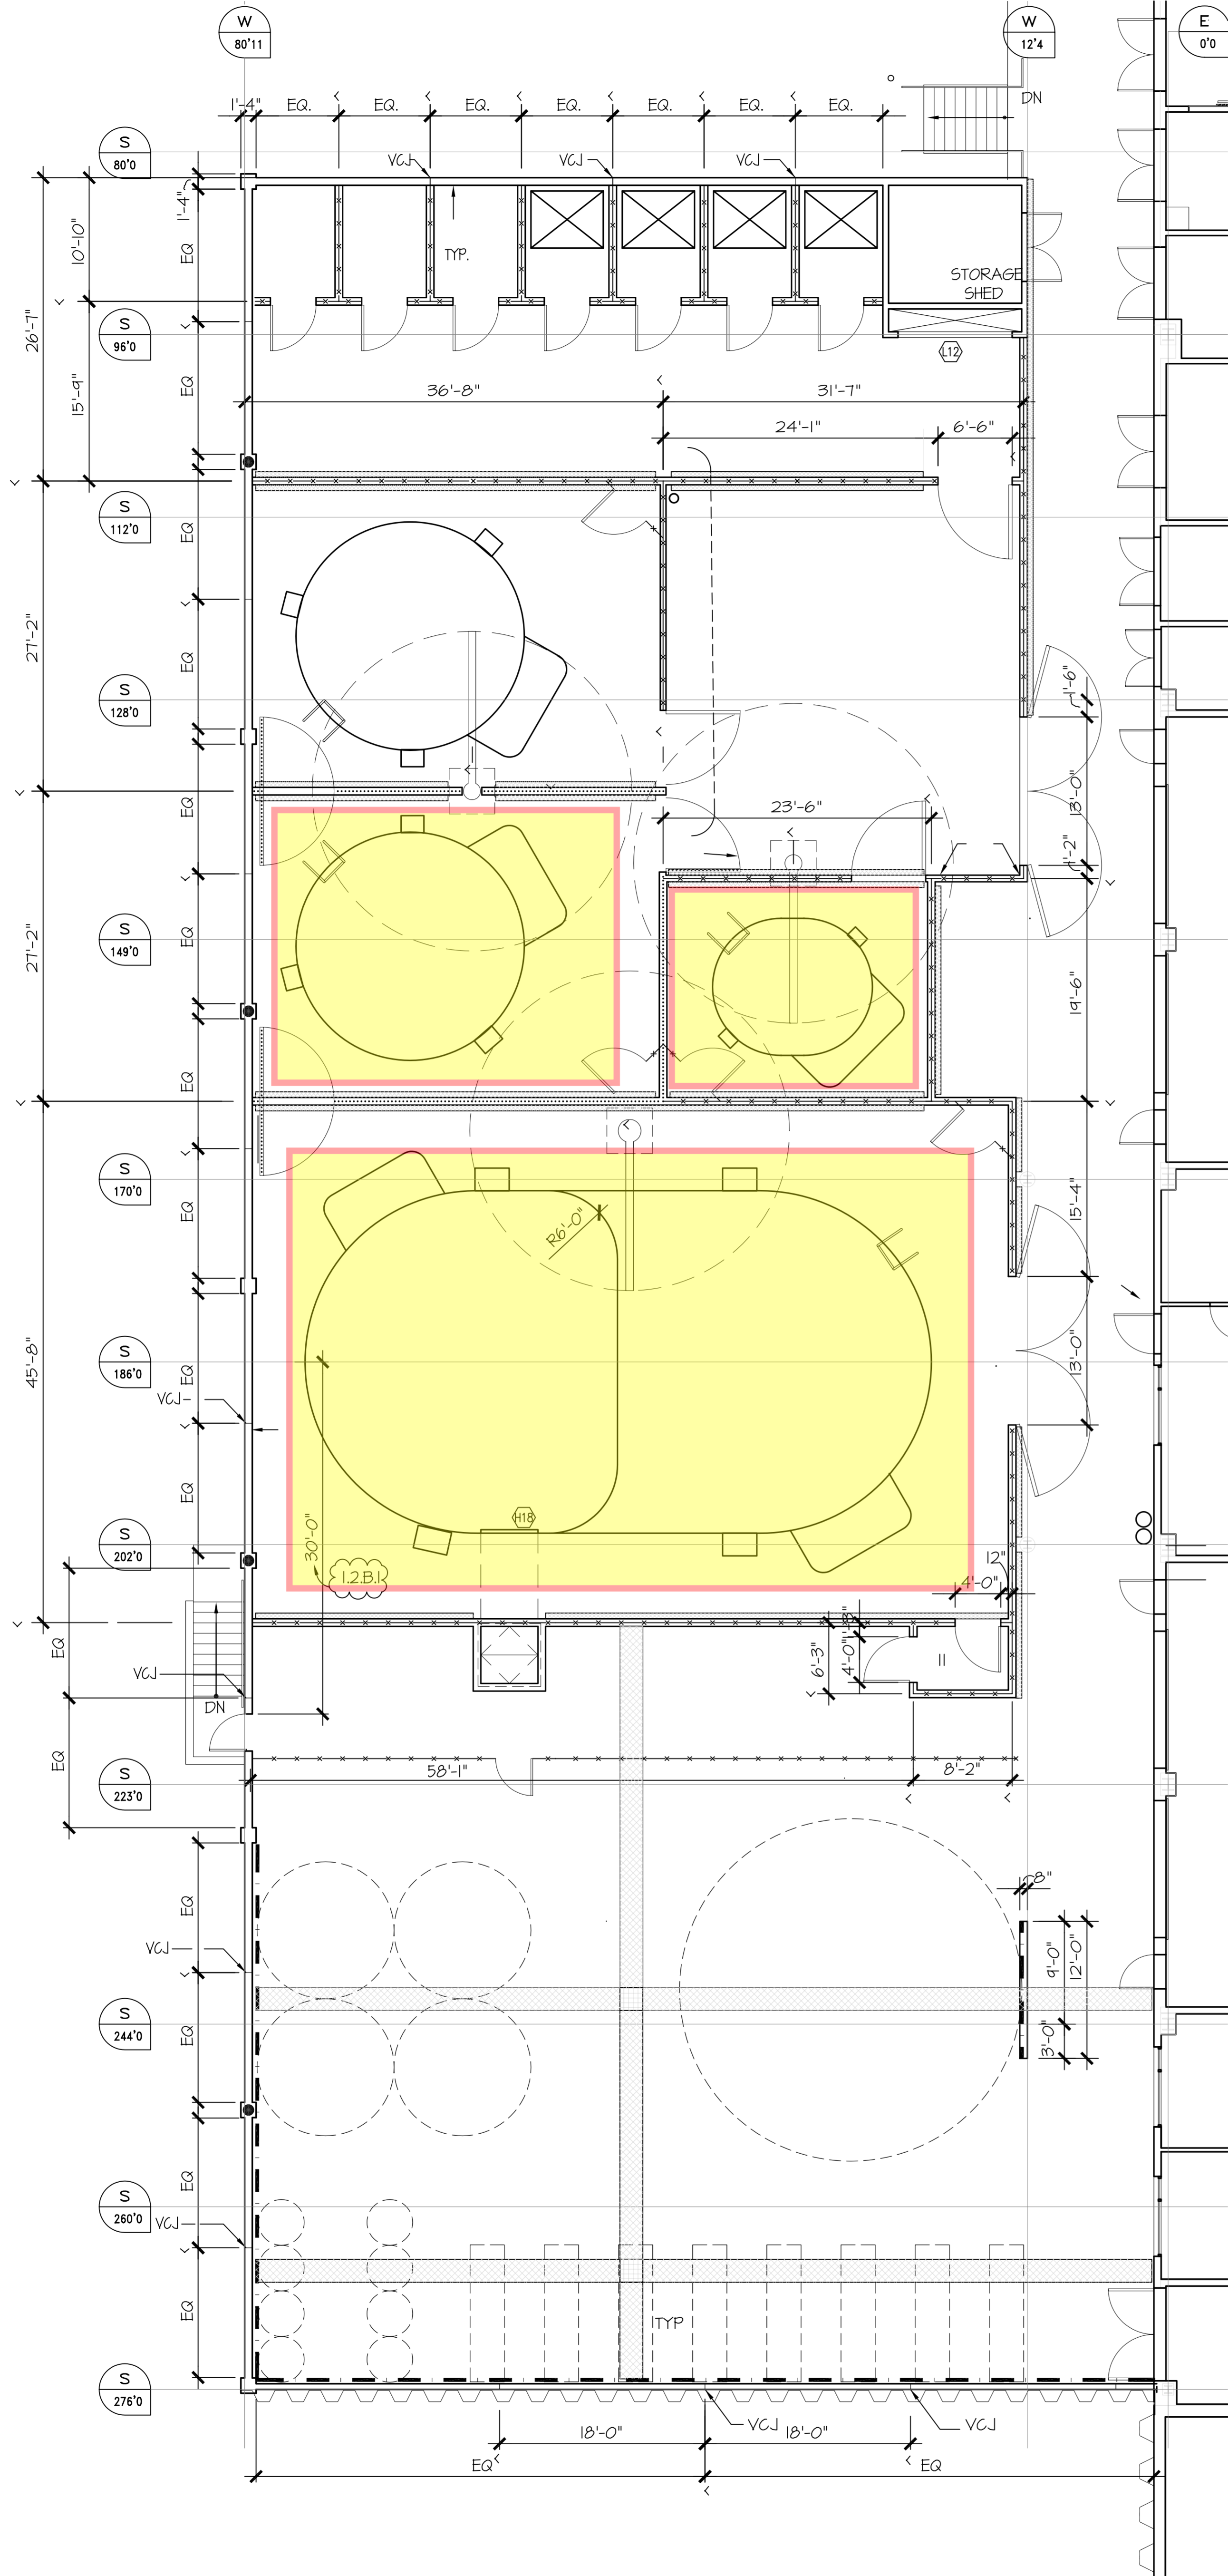 W
80'11
W
12'4
E
0'0
1'-4"
EQ.
EQ.
EQ.
EQ.
EQ.
EQ.
EQ.
DN
S
80'0
VCJ
VCJ
VCJ
1'-4"
10'-10"
EQ
TYP.
STORAGE
SHED
26'-7"
S
96'0
L12
15'-9"
EQ
36'-8"
31'-7"
24'-1"
6'-6"
S
112'0
EQ
27'-2"
EQ
S
128'0
1'-6"
13'-0"
EQ
23'-6"
1'-2"
27'-2"
S
149'0
EQ
19'-6"
EQ
S
170'0
EQ
15'-4"
R6'-0"
45'-8"
S
186'0
EQ
13'-0"
VCJ
EQ
H18
S
202'0
30'-0"
1.2.B.1
12"
4'-0"
EQ
6'-3"
4'-0"
1'-3"
11
VCJ
DN
EQ
S
223'0
58'-1"
8'-2"
8"
EQ
VCJ
9'-0"
12'-0"
S
244'0
EQ
3'-0"
EQ
S
260'0
VCJ
EQ
TYP
S
276'0
18'-0"
VCJ
18'-0"
VCJ
EQ
EQ